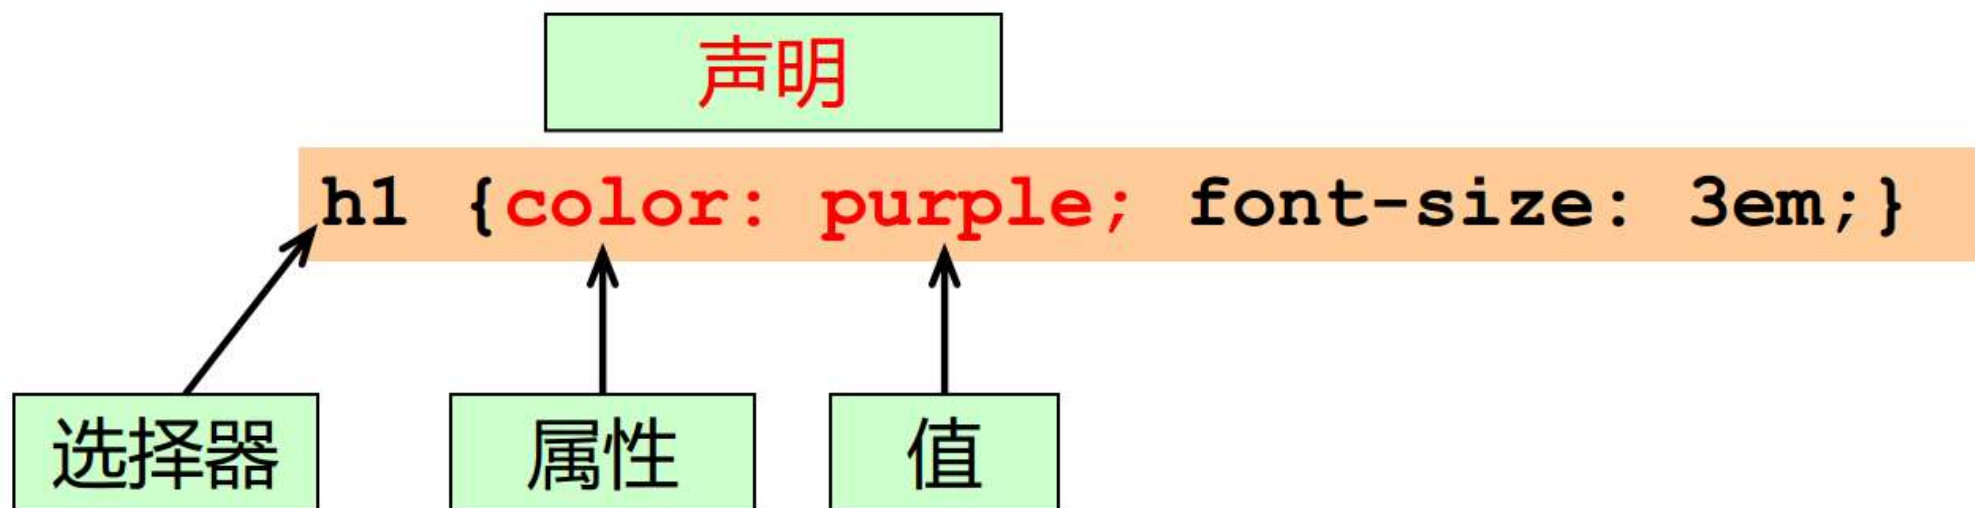 声明
h1 {color: purple; font-size: 3em;}
选择器
属性
值